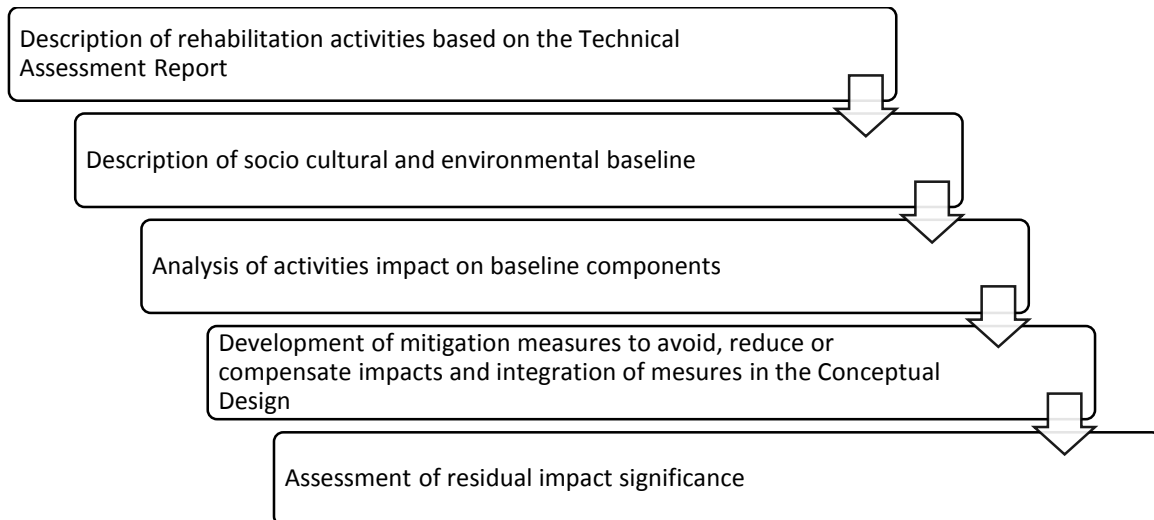 Description of rehabilitation activities based on the Technical
Assessment Report
Description of socio cultural and environmental baseline
Analysis of activities impact on baseline components
Development of mitigation measures to avoid, reduce or
compensate impacts and integration of mesures in the Conceptual
Design
Assessment of residual impact significance